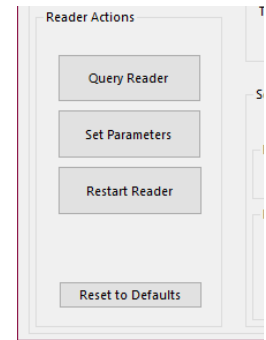 Reader Actions
Query Reader
Set Parameters
Restart Reader
Reset to Defaults